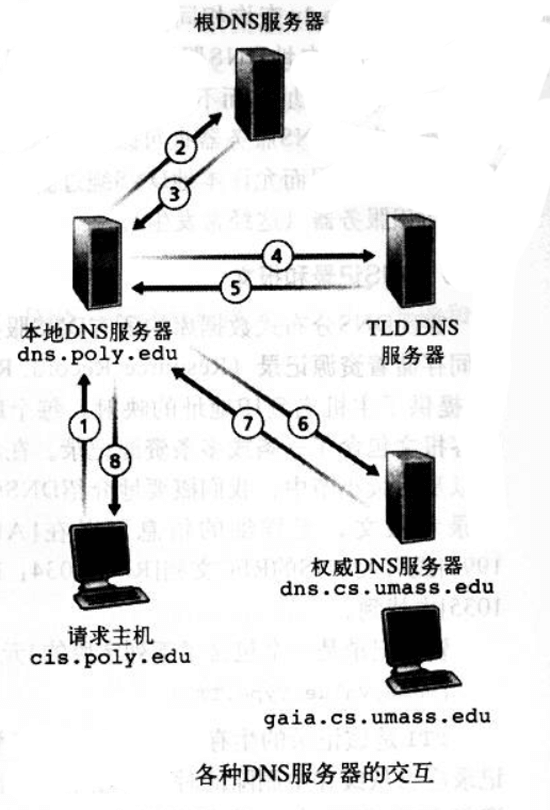 根DNS服务器
2
3
4
5
本地DNS服务器
dns.poly.edu
TLD DNS
服务器
1
8
7
6
权威DNS服务器
dns.cs.umass.edu
请求主机
cis.poly.edu
gaia.cs.umass.edu
各种DNS服务器的交互